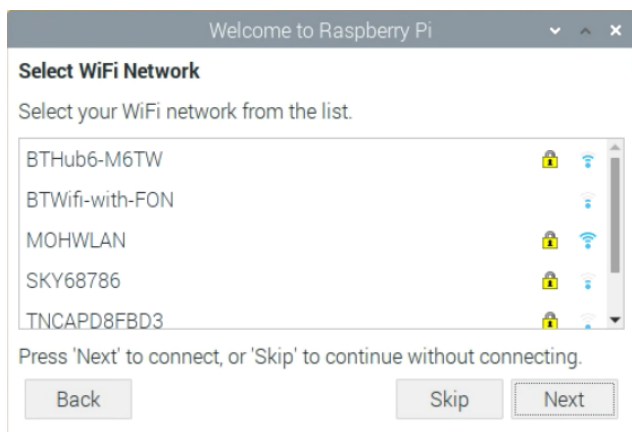 Welcome to Raspberry Pi
Select WiFi Network
Select your WiFi network from the list.
BTHub6-M6TW
BTWifi-with-FON
MOHWLAN
SKY68786
TNCAPD8FBD3
Press 'Next' to connect, or 'Skip' to continue without connecting.
Back Skip Next